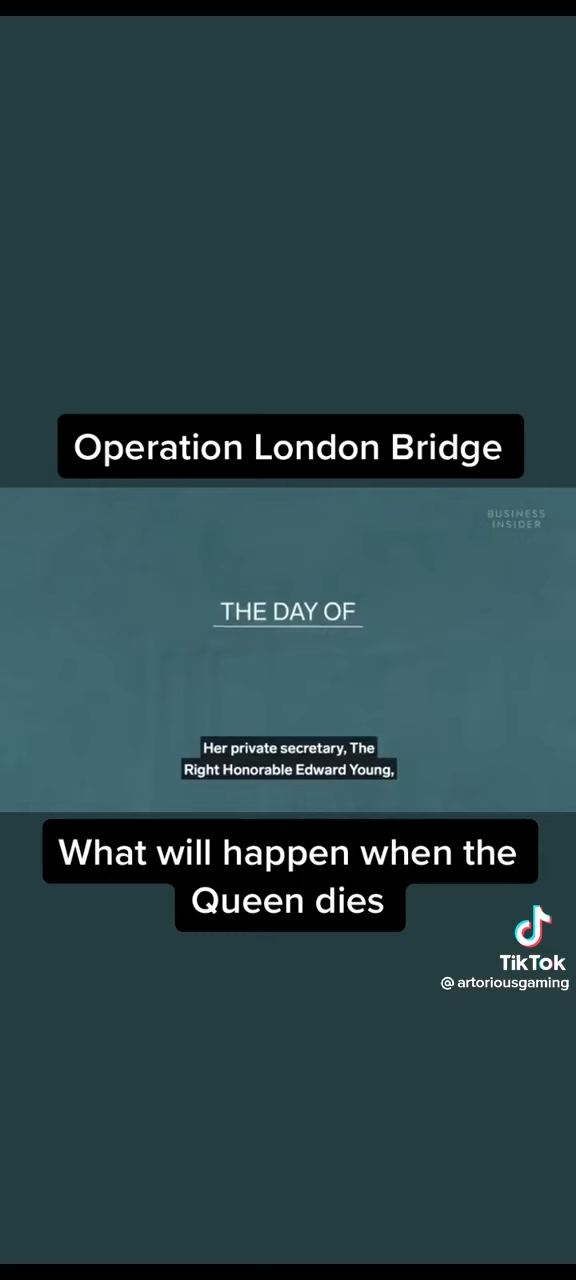 Operation London Bridge
BUSINESS
INSIDER
THE DAY OF
Her private secretary, The
Right Honorable Edward Young,
What will happen when the
Queen dies
TikTok
@ artoriousgaming